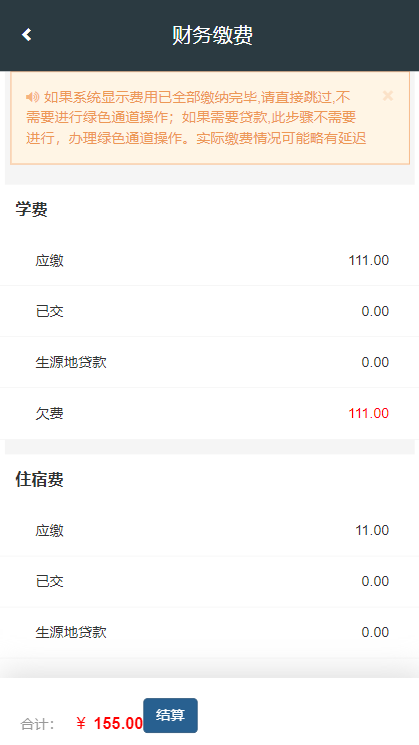 财务缴费
如果系统显示费用已全部缴纳完毕,请直接跳过,不
需要进行绿色通道操作；如果需要贷款,此步骤不需要
进行，办理绿色通道操作。实际缴费情况可能略有延迟
学费
应缴 111.00
已交 0.00
生源地贷款 0.00
欠费 111.00
住宿费
应缴 11.00
已交 0.00
生源地贷款 0.00
合计： ￥ 155.00 结算